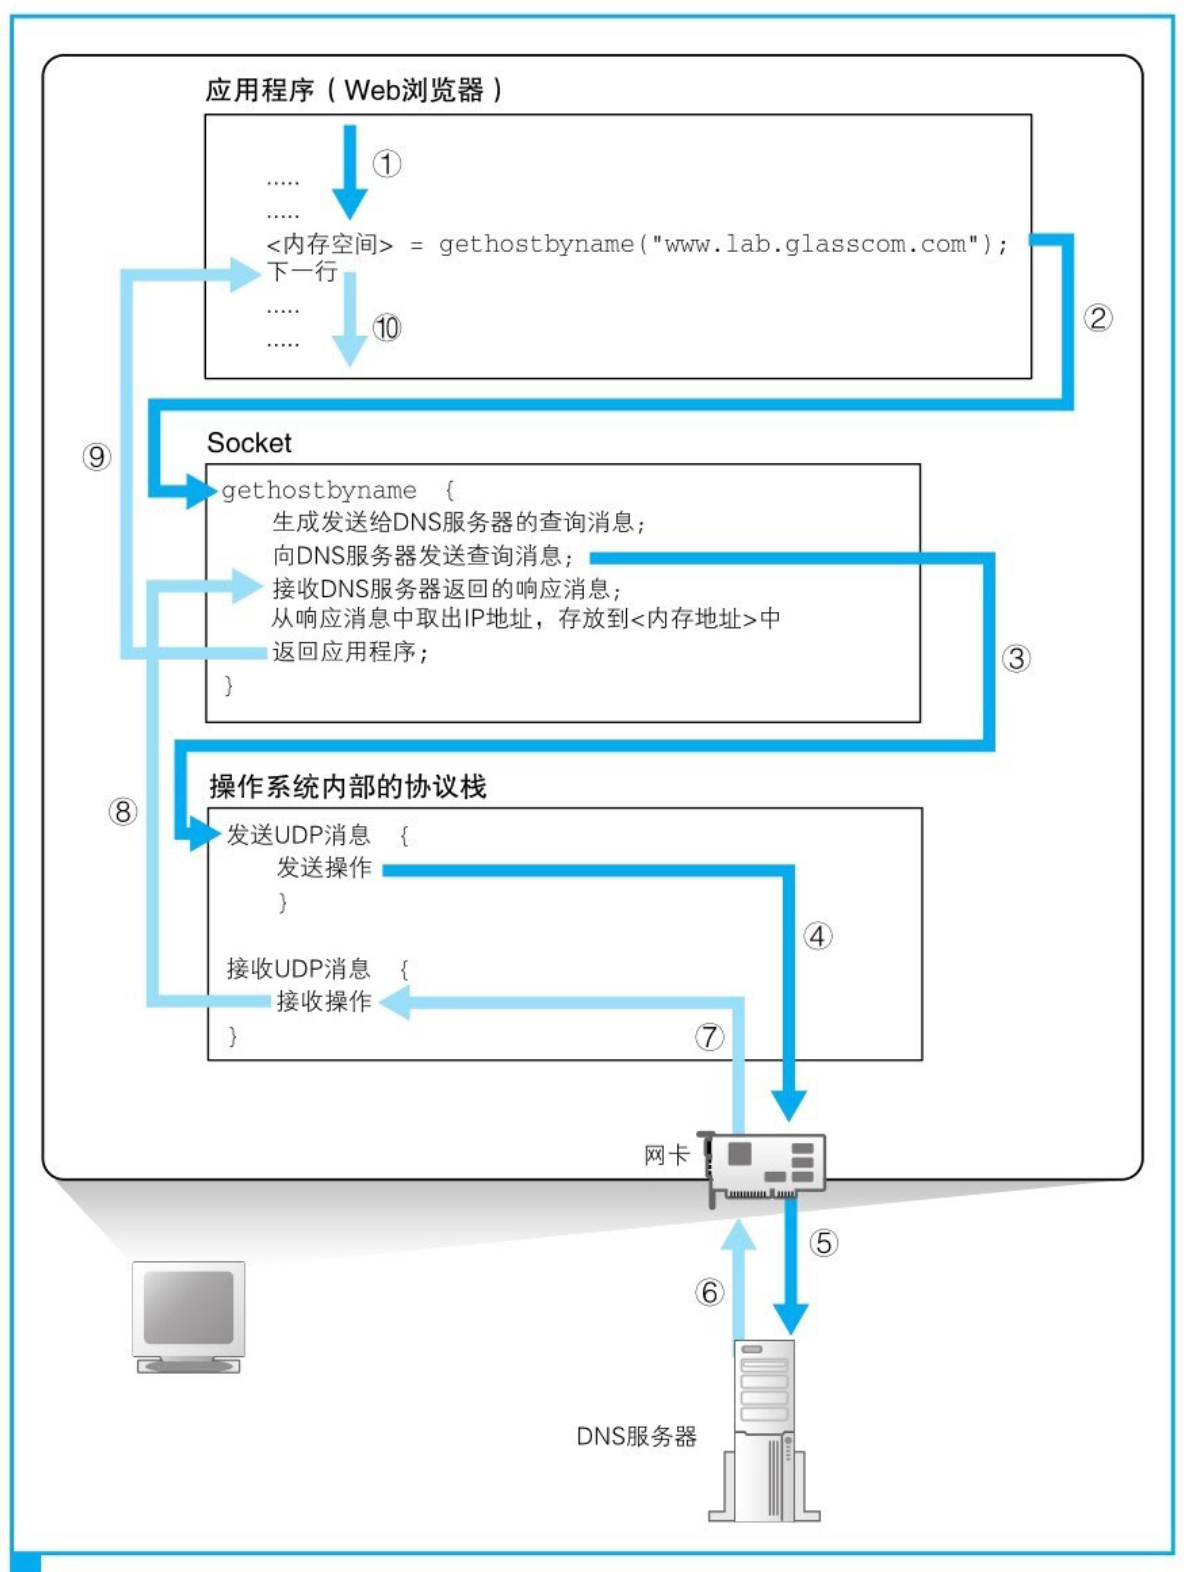 应用程序（Web浏览器）
①
.....
.....
<内存空间> = gethostbyname("www.lab.glasscom.com");
下一行
②
.....
⑩
.....
Socket
⑨
gethostbyname {
生成发送给DNS服务器的查询消息;
向DNS服务器发送查询消息;
接收DNS服务器返回的响应消息;
从响应消息中取出IP地址，存放到<内存地址>中
返回应用程序;
③
}
操作系统内部的协议栈
⑧
发送UDP消息 {
发送操作
}
④
接收UDP消息 {
接收操作
}
⑦
网卡
⑤
⑥
DNS服务器